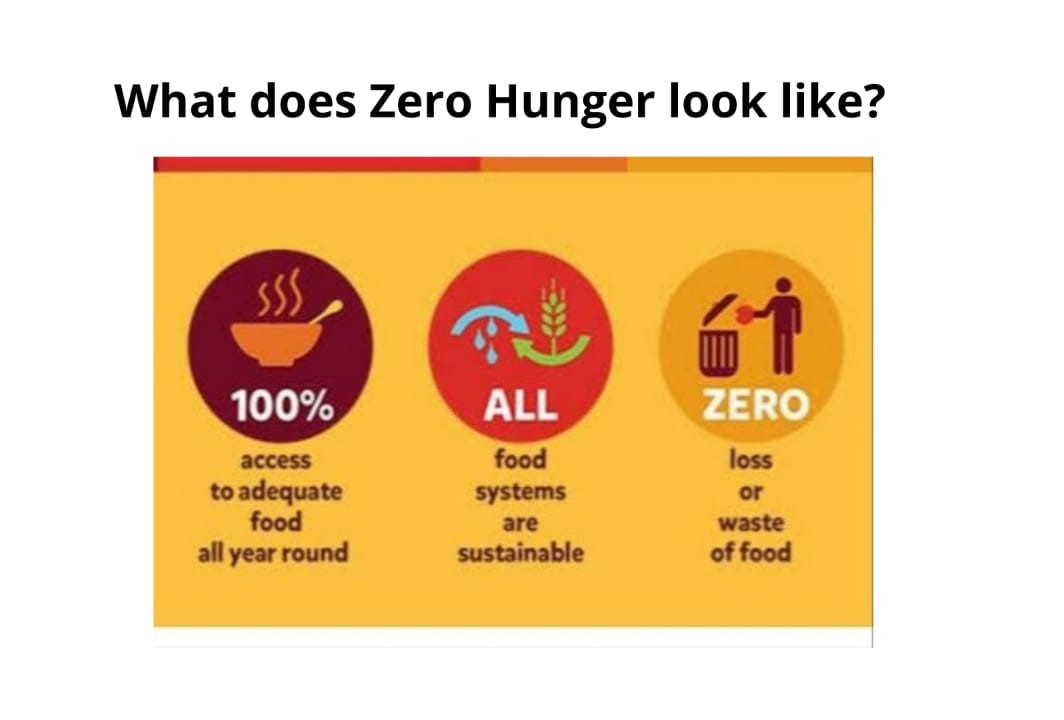 What does Zero Hunger look like?
100%
access
to adequate
food
all year round
ALL
food
systems
are
sustainable
ZERO
loss
or
waste
of food